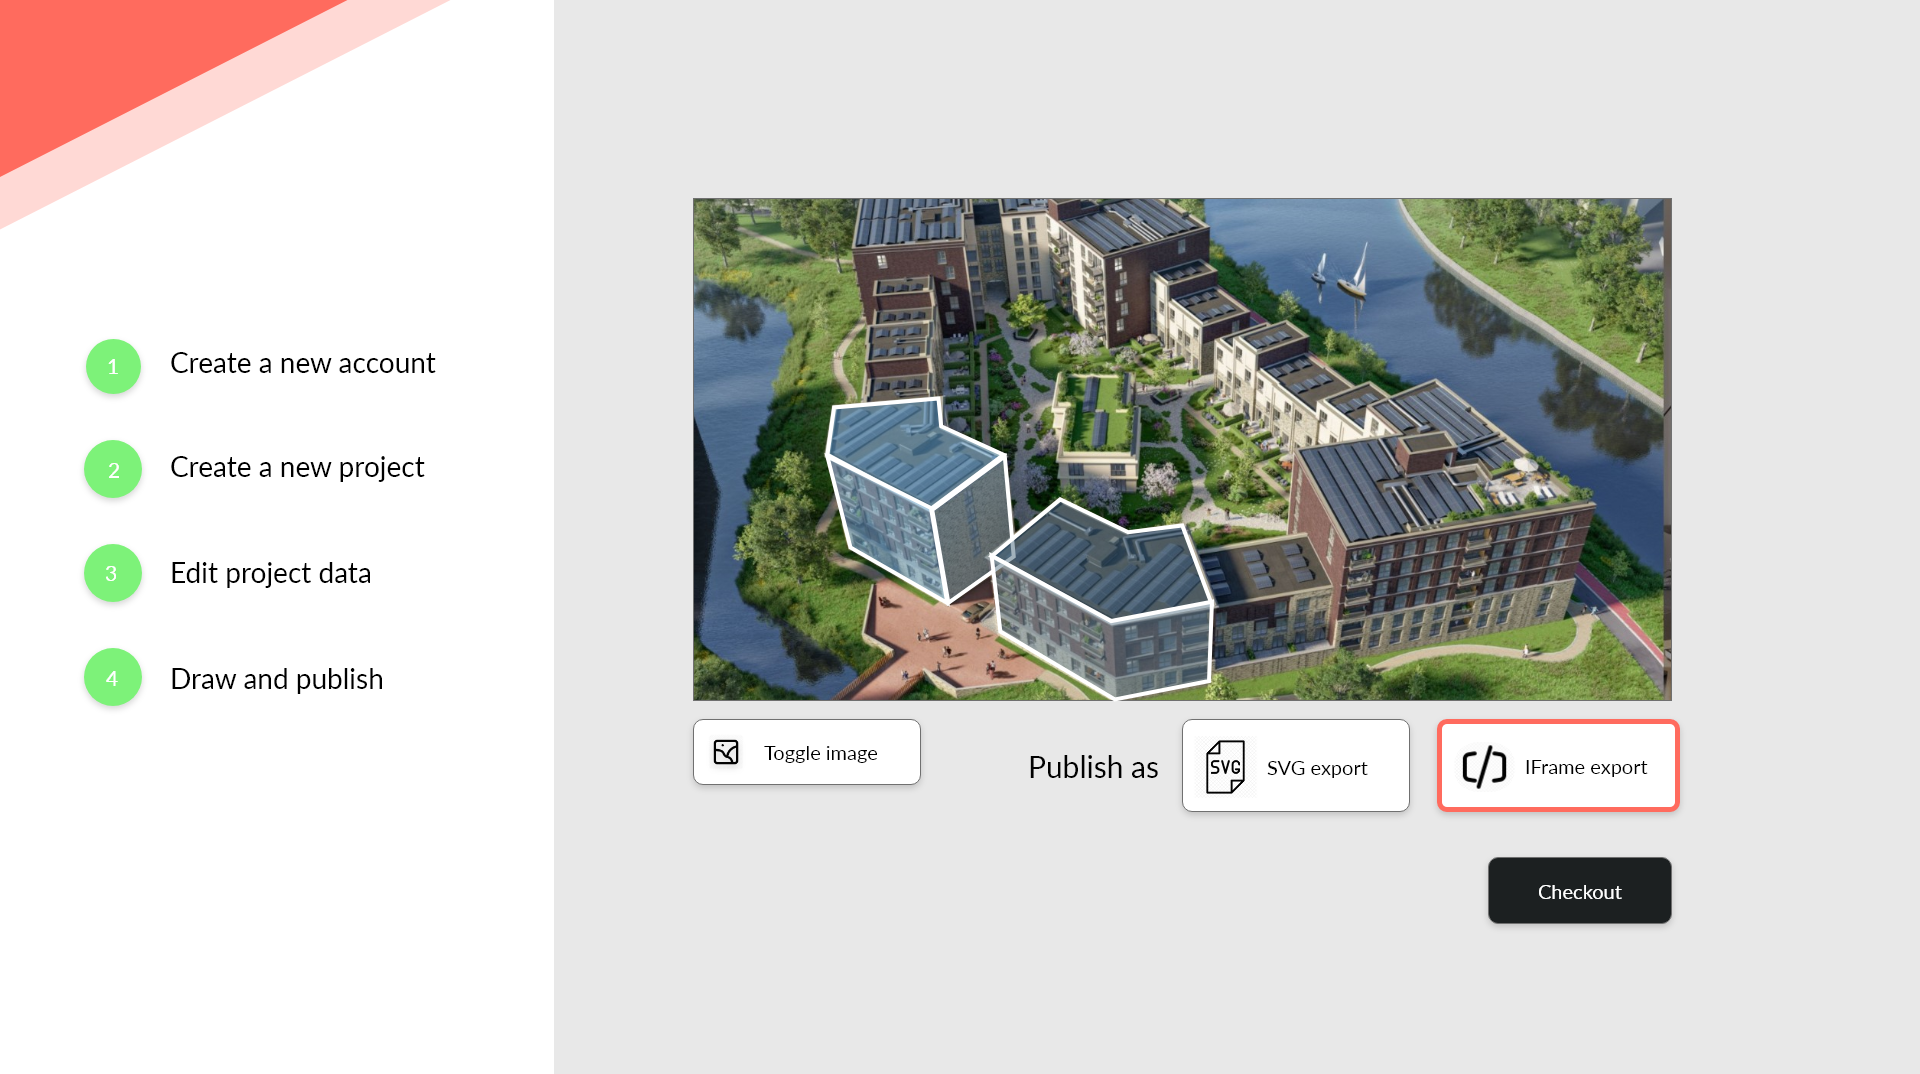 1
Create a new account
2
Create a new project
3
Edit project data
4
Draw and publish
Toggle image
Publish as
SVG
SVG export
IFrame export
Checkout